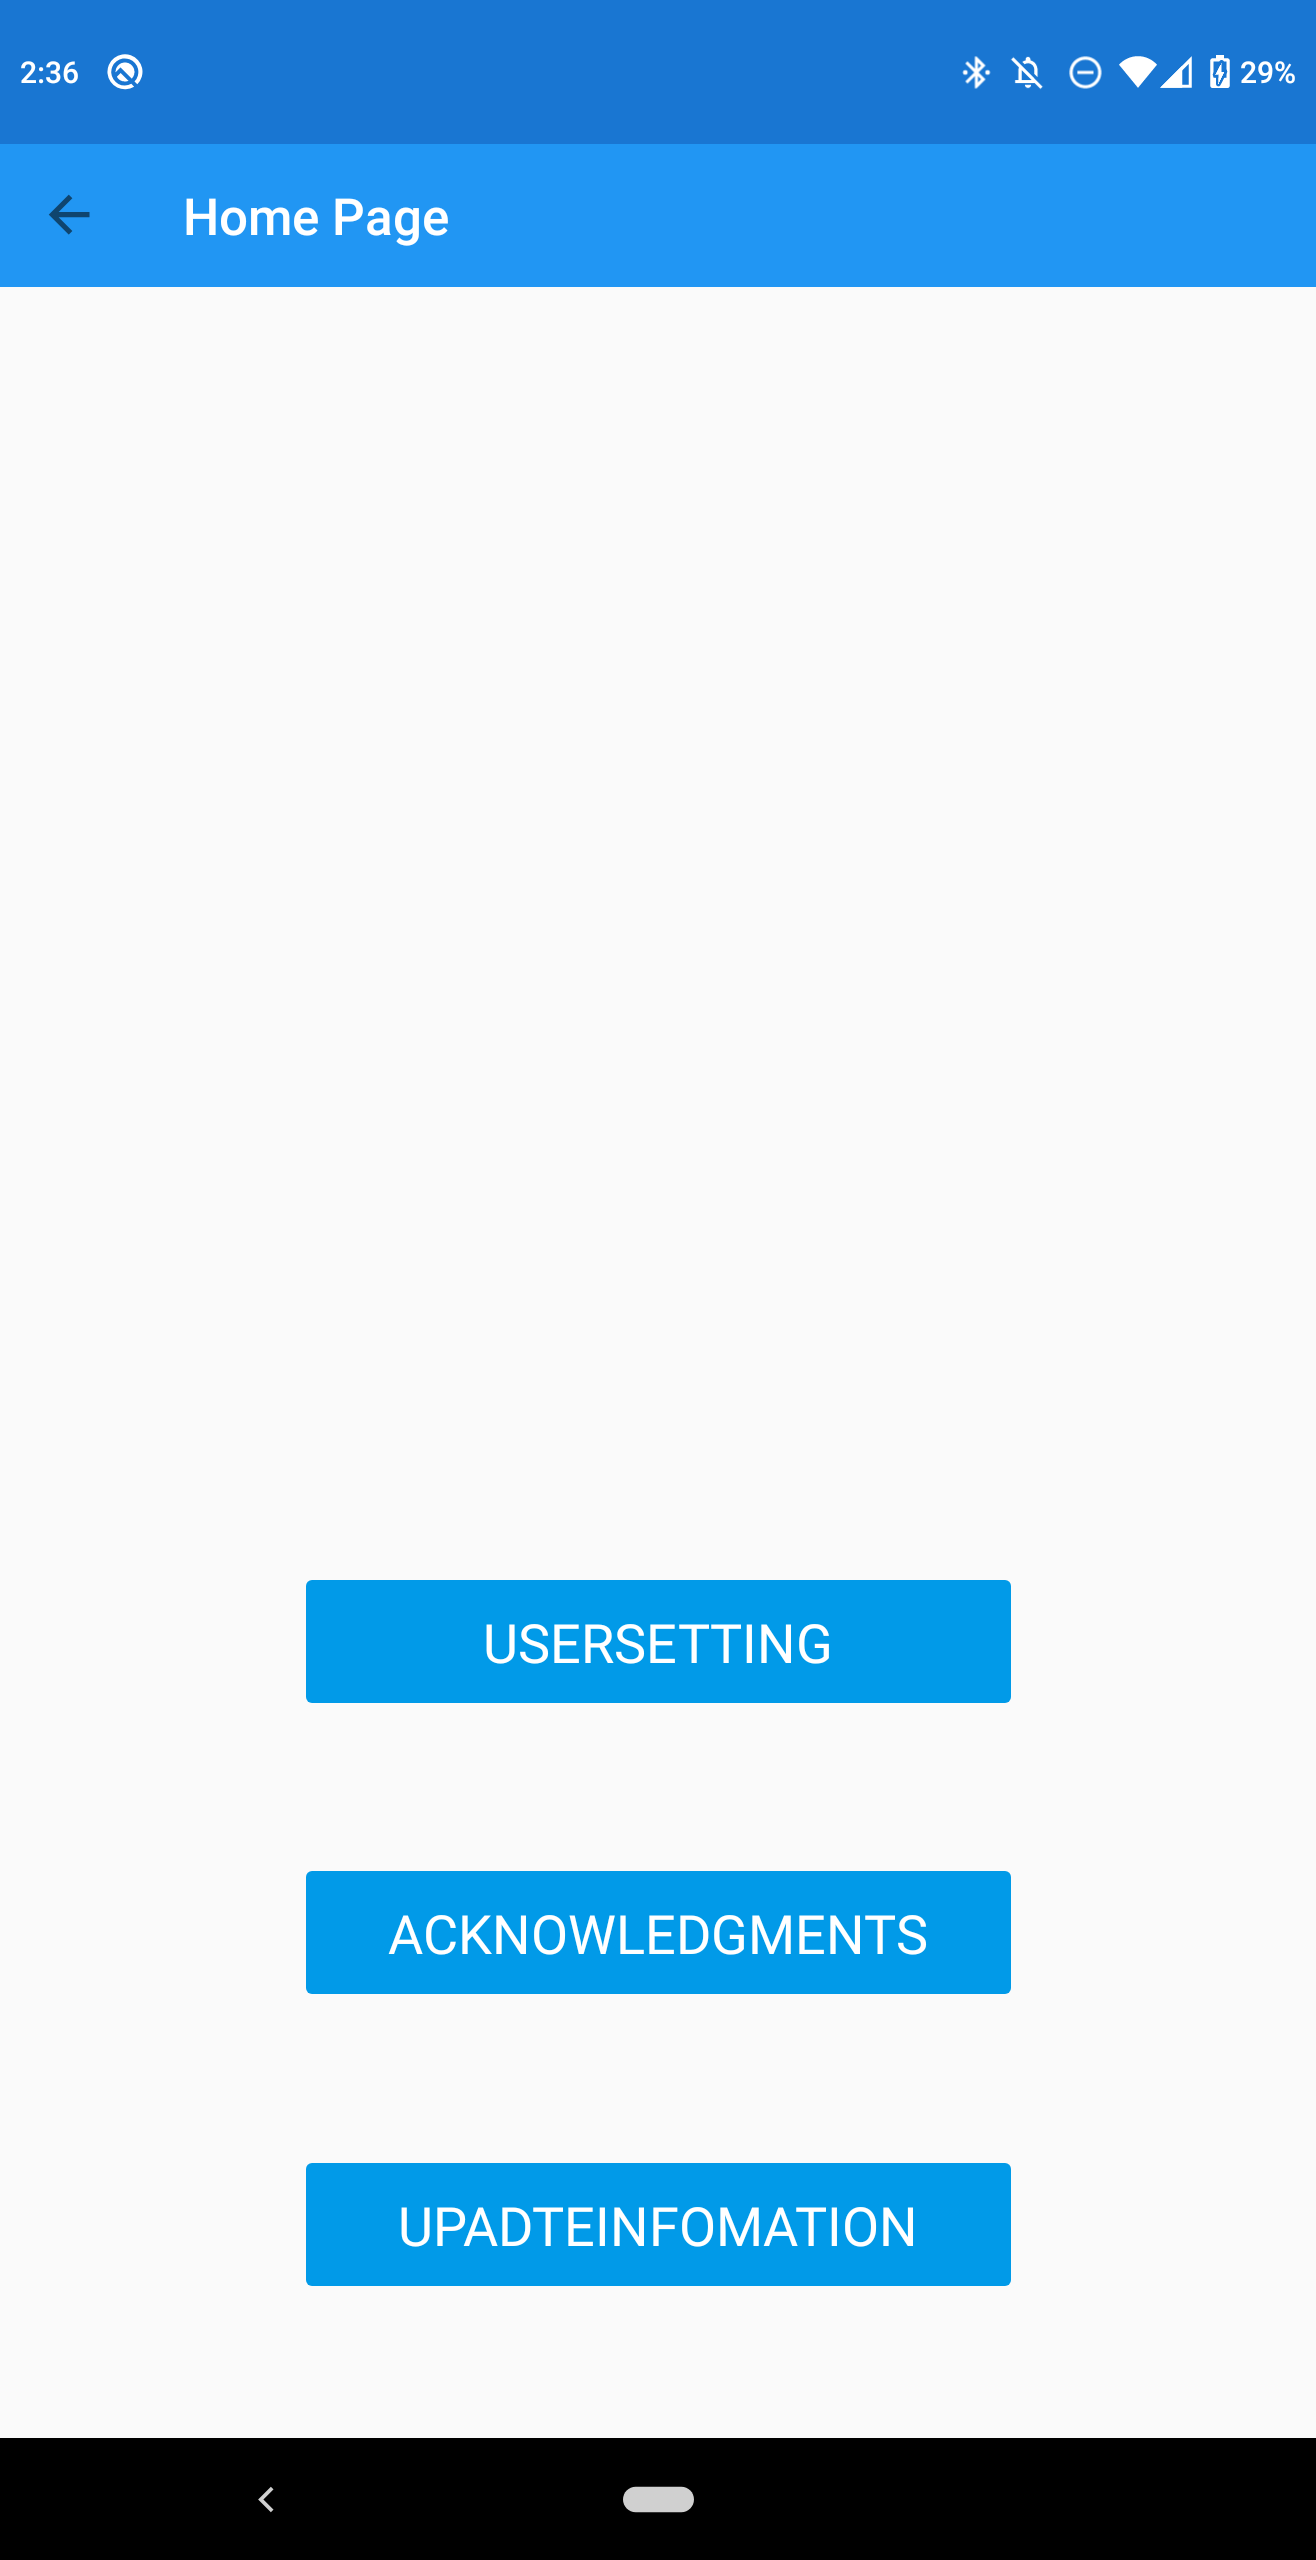 2:36
29%
Home Page
USERSETTING
ACKNOWLEDGMENTS
UPADTEINFOMATION